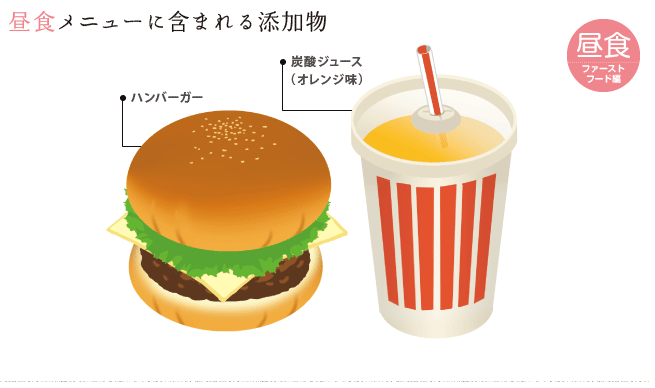 昼食メニューに含まれる添加物
昼食
ファースト
フード編
炭酸ジュース
（オレンジ味）
ハンバーガー